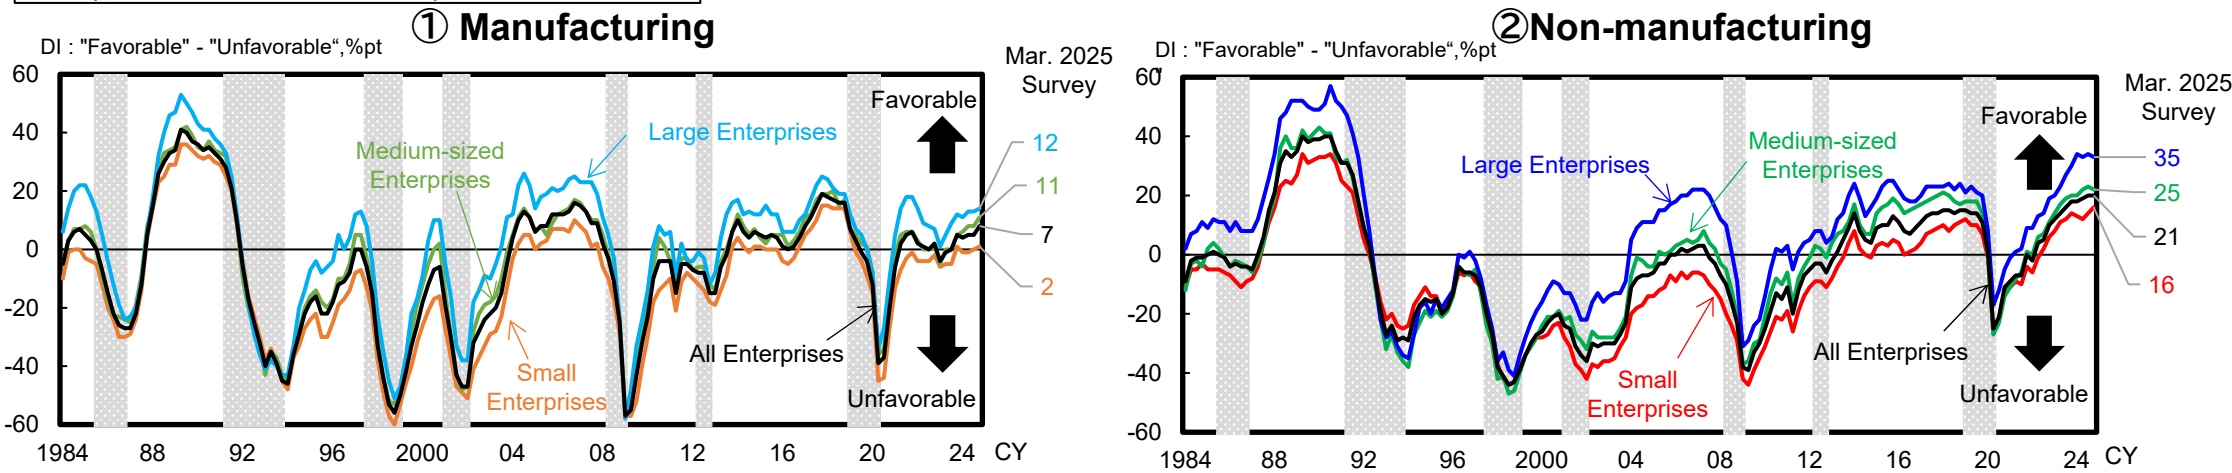 ① Manufacturing
DI : "Favorable" - "Unfavorable“,%pt
Mar. 2025
Survey
60
40
20
0
-20
-40
-60
Favorable
Large Enterprises
Medium-sized
Enterprises
12
11
7
2
All Enterprises
Small
Enterprises
Unfavorable
1984 88 92 96 2000 04 08 12 16 20 24 CY
②Non-manufacturing
DI : "Favorable" - "Unfavorable“,%pt
Mar. 2025
Survey
60
40
20
0
-20
-40
-60
Favorable
Medium-sized
Enterprises
Large Enterprises
35
25
21
16
All Enterprises
Small
Enterprises
Unfavorable
1984 88 92 96 2000 04 08 12 16 20 24 CY